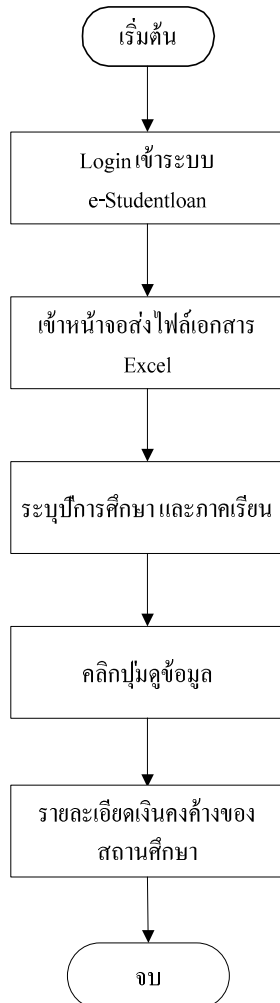 เริ่มต้น
Login เข้าระบบ
e-Studentloan
เข้าหน้าจอส่งไฟล์เอกสาร
Excel
ระบุปีการศึกษา และภาคเรียน
คลิกปุ่มดูข้อมูล
รายละเอียดเงินคงค้างของ
สถานศึกษา
จบ